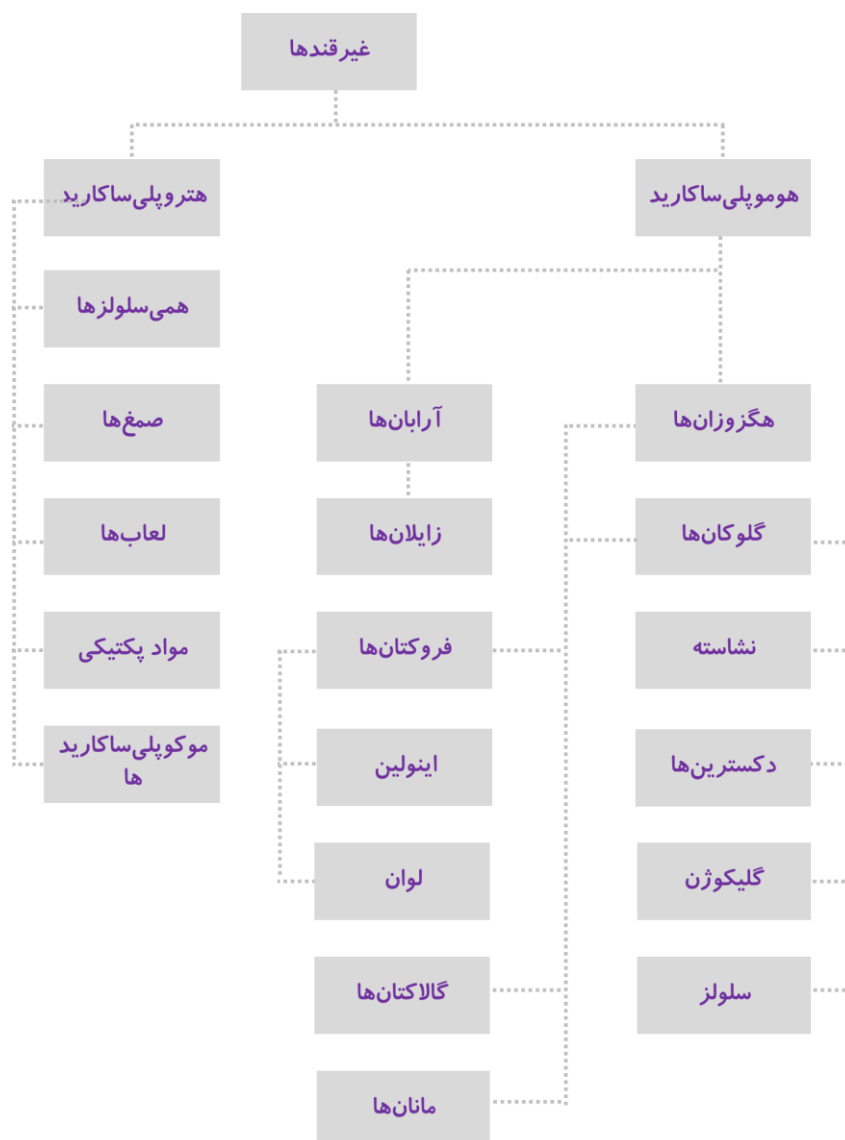 غیرقندها
هوموپلی‌ساکارید
هتروپلی‌ساکارید
همی‌سلولزها
هگزوزان‌ها
آرابان‌ها
صمغ‌ها
گلوکان‌ها
زایلان‌ها
لعاب‌ها
نشاسته
فروکتان‌ها
مواد پکتیکی
دکسترین‌ها
اینولین
موکوپلی‌ساکارید
ها
گلیکوژن
لوان
سلولز
گالاکتان‌ها
مانان‌ها